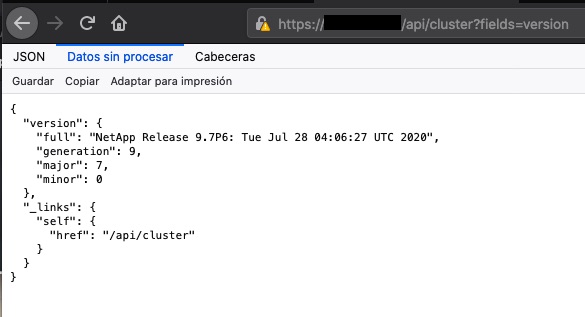 https:// /api/cluster?fields=version
JSON Datos sin procesar Cabeceras
Guardar Copiar Adaptar para impresión
{
  "version": {
    "full": "NetApp Release 9.7P6: Tue Jul 28 04:06:27 UTC 2020",
    "generation": 9,
    "major": 7,
    "minor": 0
  },
  "_links": {
    "self": {
      "href": "/api/cluster"
    }
  }
}